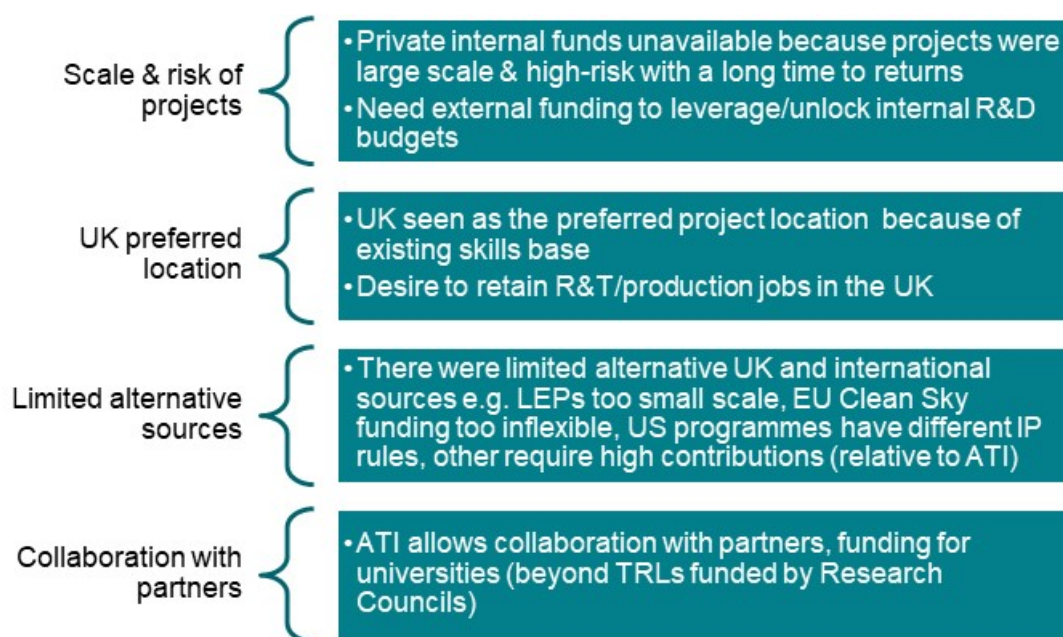 Scale & risk of
projects
•Private internal funds unavailable because projects were
large scale & high-risk with a long time to returns
•Need external funding to leverage/unlock internal R&D
budgets
UK preferred
location
•UK seen as the preferred project location because of
existing skills base
•Desire to retain R&T/production jobs in the UK
Limited alternative
sources
•There were limited alternative UK and international
sources e.g. LEPs too small scale, EU Clean Sky
funding too inflexible, US programmes have different IP
rules, other require high contributions (relative to ATI)
Collaboration with
partners
•ATI allows collaboration with partners, funding for
universities (beyond TRLs funded by Research
Councils)